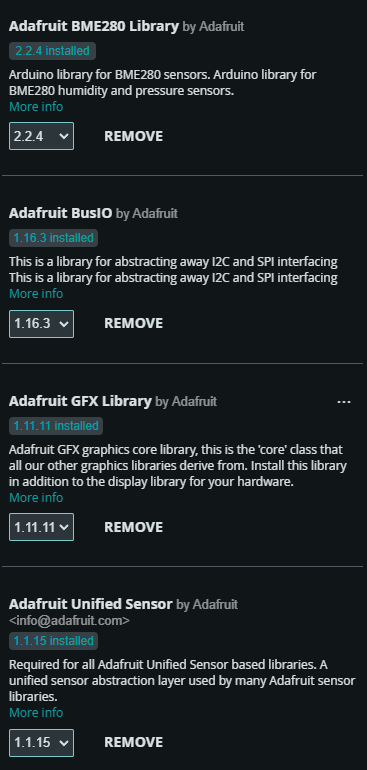 Adafruit BME280 Library by Adafruit
2.2.4 installed
Arduino library for BME280 sensors. Arduino library for
BME280 humidity and pressure sensors.
More info
2.2.4 REMOVE
Adafruit BusIO by Adafruit
1.16.3 installed
This is a library for abstracting away I2C and SPI interfacing
This is a library for abstracting away I2C and SPI interfacing
More info
1.16.3 REMOVE
Adafruit GFX Library by Adafruit ...
1.11.11 installed
Adafruit GFX graphics core library, this is the 'core' class that
all our other graphics libraries derive from. Install this library
in addition to the display library for your hardware.
More info
1.11.11 REMOVE
Adafruit Unified Sensor by Adafruit
<info@adafruit.com>
1.1.15 installed
Required for all Adafruit Unified Sensor based libraries. A
unified sensor abstraction layer used by many Adafruit sensor
libraries.
More info
1.1.15 REMOVE